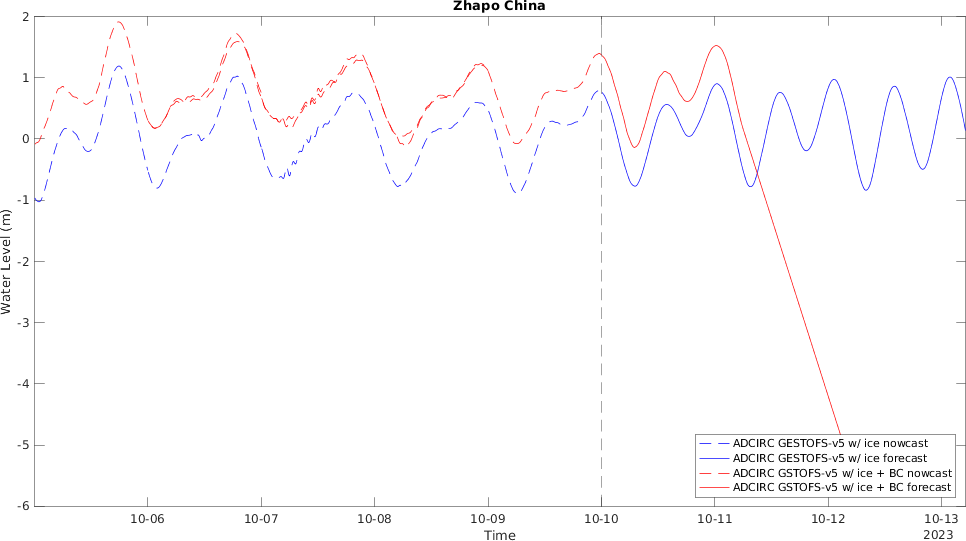 Zhapo China
2
1
0
-1
-2
-3
-4
-5
-6
Water Level (m)
ADCIRC GESTOFS-v5 w/ ice nowcast
ADCIRC GESTOFS-v5 w/ ice forecast
ADCIRC GSTOFS-v5 w/ ice + BC nowcast
ADCIRC GSTOFS-v5 w/ ice + BC forecast
10-06 10-07 10-08 10-09 10-10 10-11 10-12 10-13
Time
2023